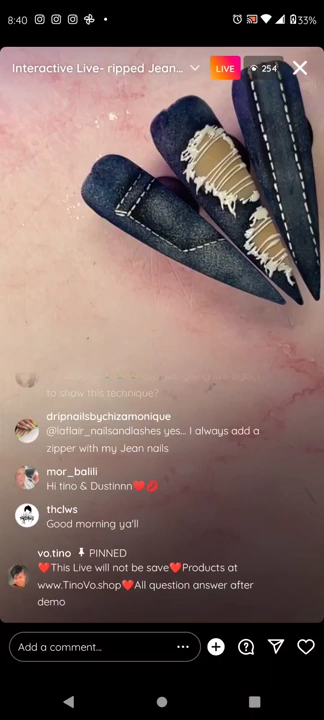 8:40
33%
Interactive Live- ripped Jean...
LIVE
254
to show this technique?
dripnailsbychizamonique
@laflair_nailsandlashes yes... I always add a
zipper with my Jean nails
mor_balili
Hi tino & Dustinnn❤️💋
thclws
Good morning ya'll
vo.tino 📌 PINNED
❤️This Live will not be save❤️Products at
www.TinoVo.shop❤️All question answer after
demo
Add a comment...